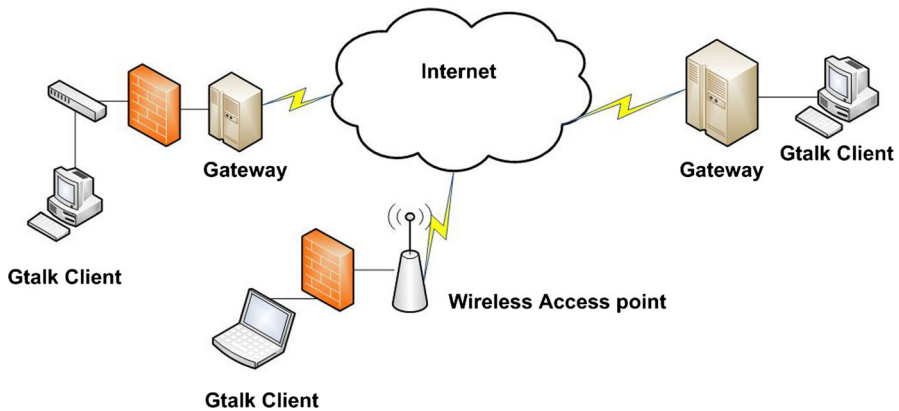 Internet
Gateway
Gateway
Gtalk Client
Gtalk Client
Wireless Access point
Gtalk Client